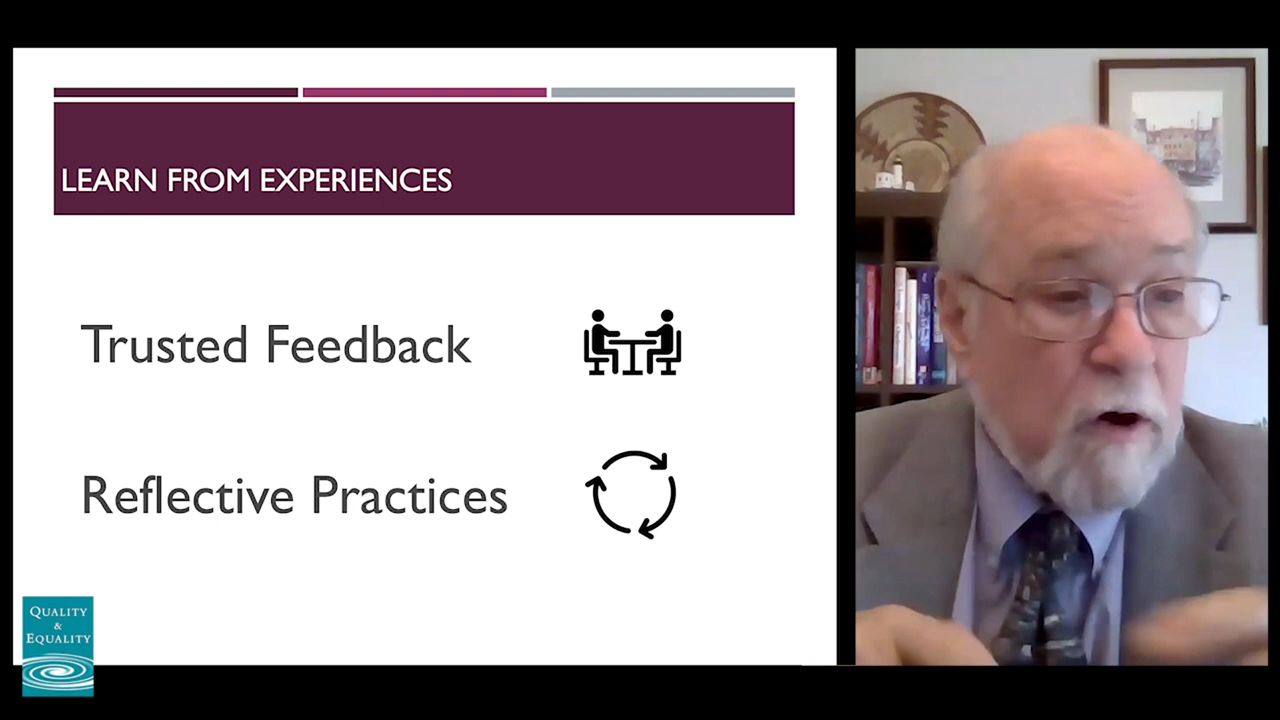 LEARN FROM EXPERIENCES
Trusted Feedback
Reflective Practices
QUALITY
&
EQUALITY